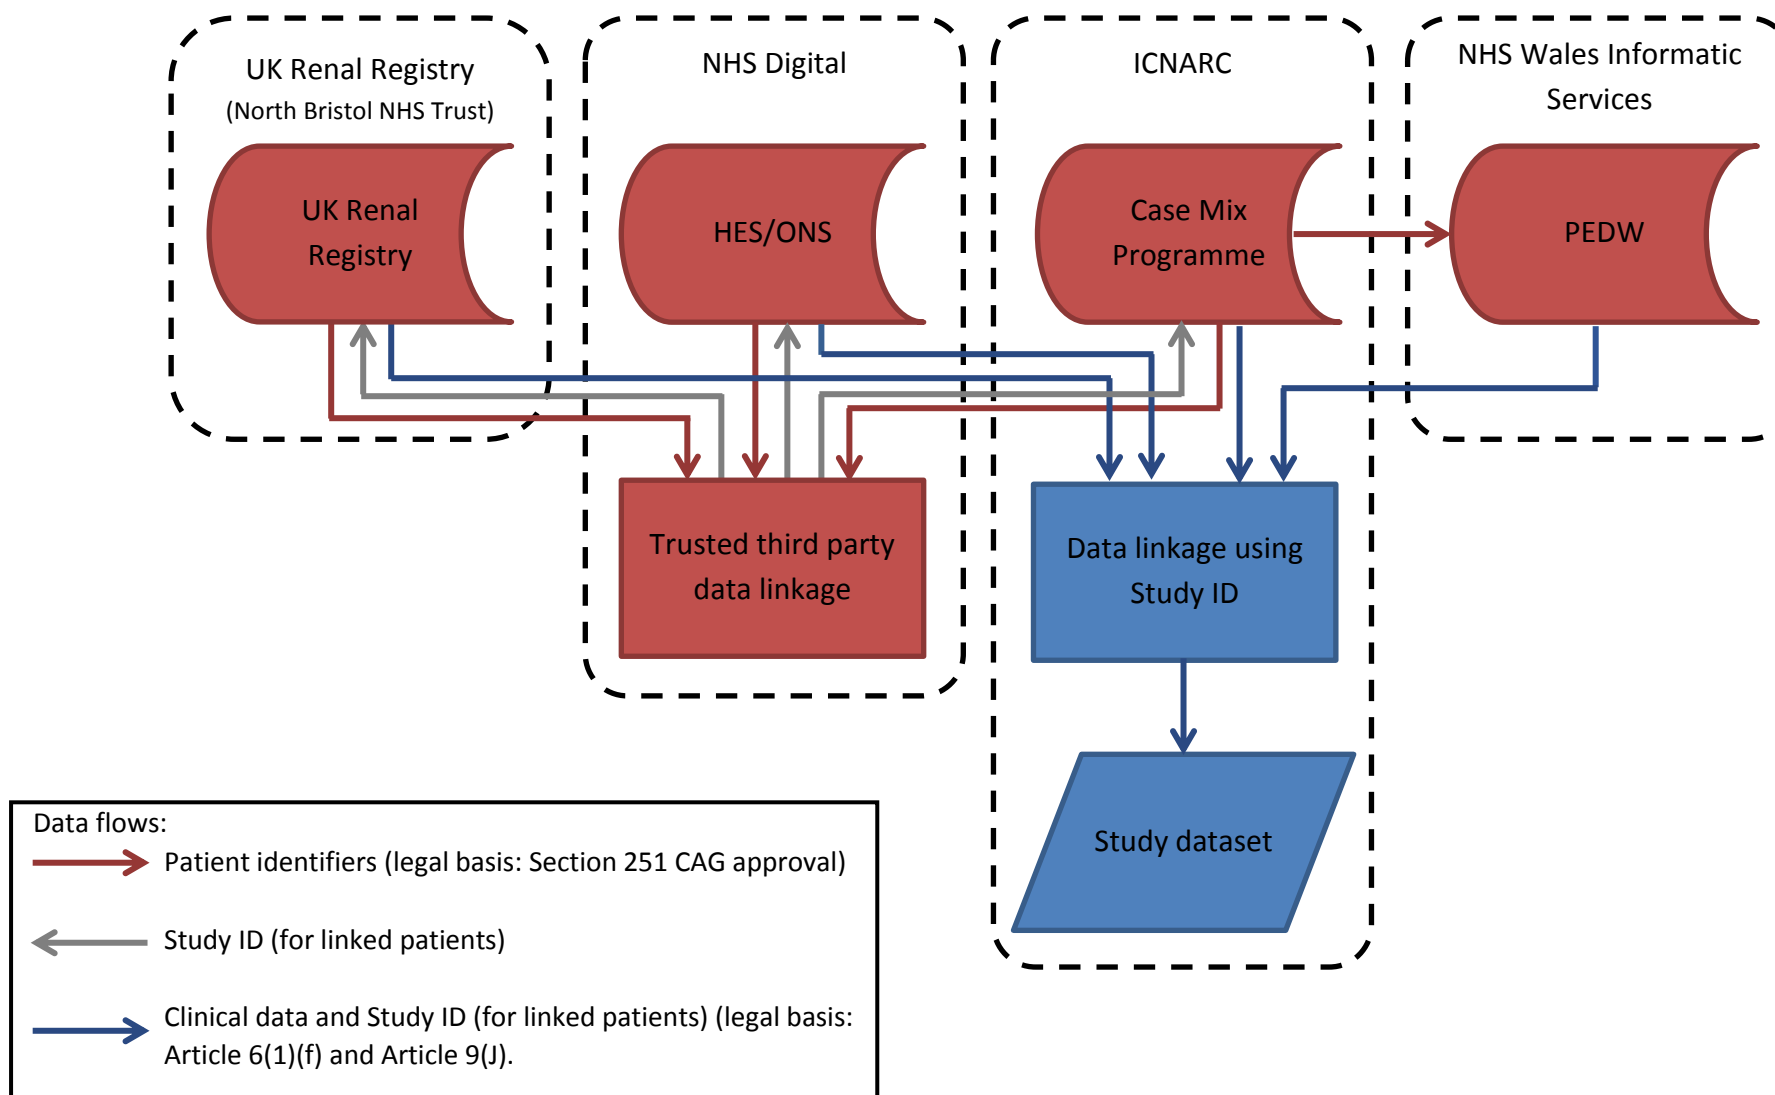 UK Renal Registry
(North Bristol NHS Trust)
NHS Digital
ICNARC
NHS Wales Informatic
Services
UK Renal
Registry
HES/ONS
Case Mix
Programme
PEDW
Trusted third party
data linkage
Data linkage using
Study ID
Study dataset
Data flows:
Patient identifiers (legal basis: Section 251 CAG approval)
Study ID (for linked patients)
Clinical data and Study ID (for linked patients) (legal basis:
Article 6(1)(f) and Article 9(J).